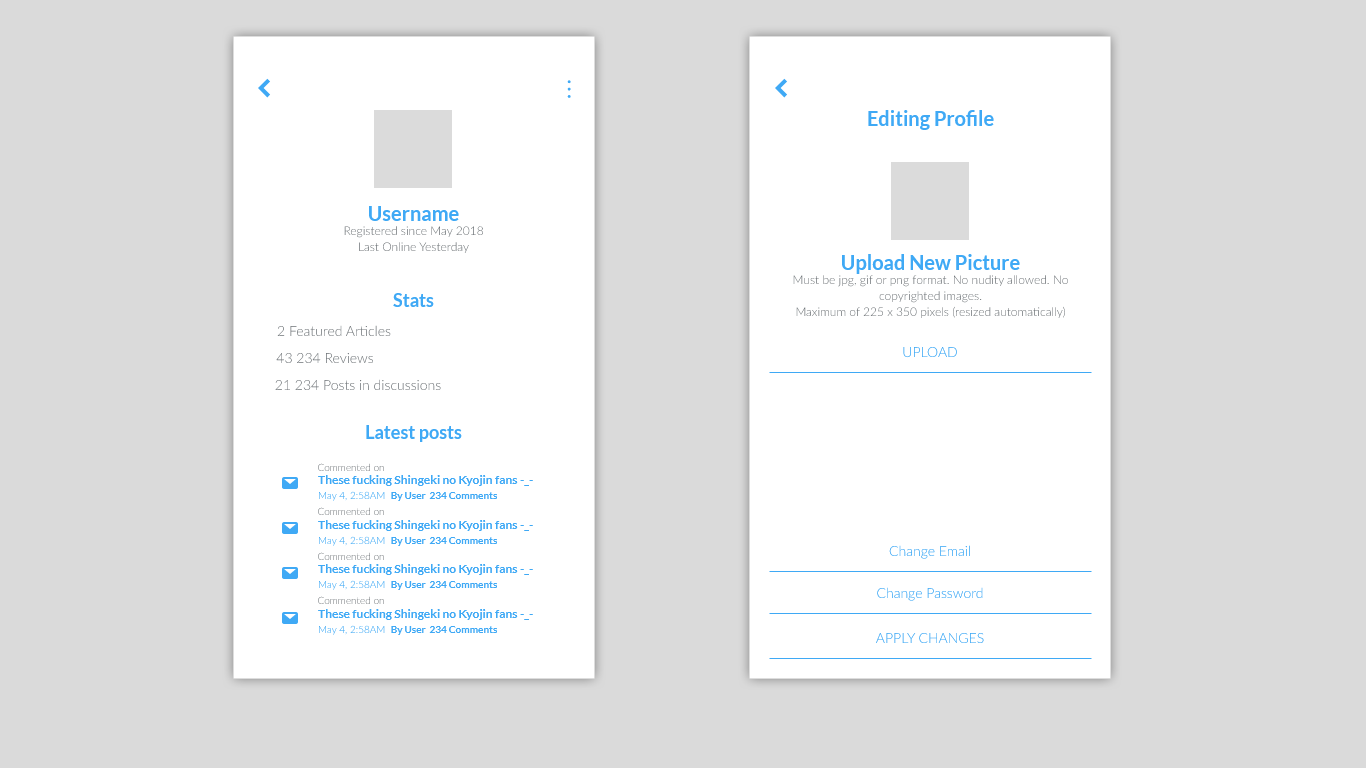 Username
Registered since May 2018
Last Online Yesterday
Stats
2 Featured Articles
43 234 Reviews
21 234 Posts in discussions
Latest posts
Commented on
These fucking Shingeki no Kyojin fans -_-
May 4, 2:58AM By User 234 Comments
Commented on
These fucking Shingeki no Kyojin fans -_-
May 4, 2:58AM By User 234 Comments
Commented on
These fucking Shingeki no Kyojin fans -_-
May 4, 2:58AM By User 234 Comments
Commented on
These fucking Shingeki no Kyojin fans -_-
May 4, 2:58AM By User 234 Comments
Editing Profile
Upload New Picture
Must be jpg, gif or png format. No nudity allowed. No
copyrighted images.
Maximum of 225 x 350 pixels (resized automatically)
UPLOAD
Change Email
Change Password
APPLY CHANGES